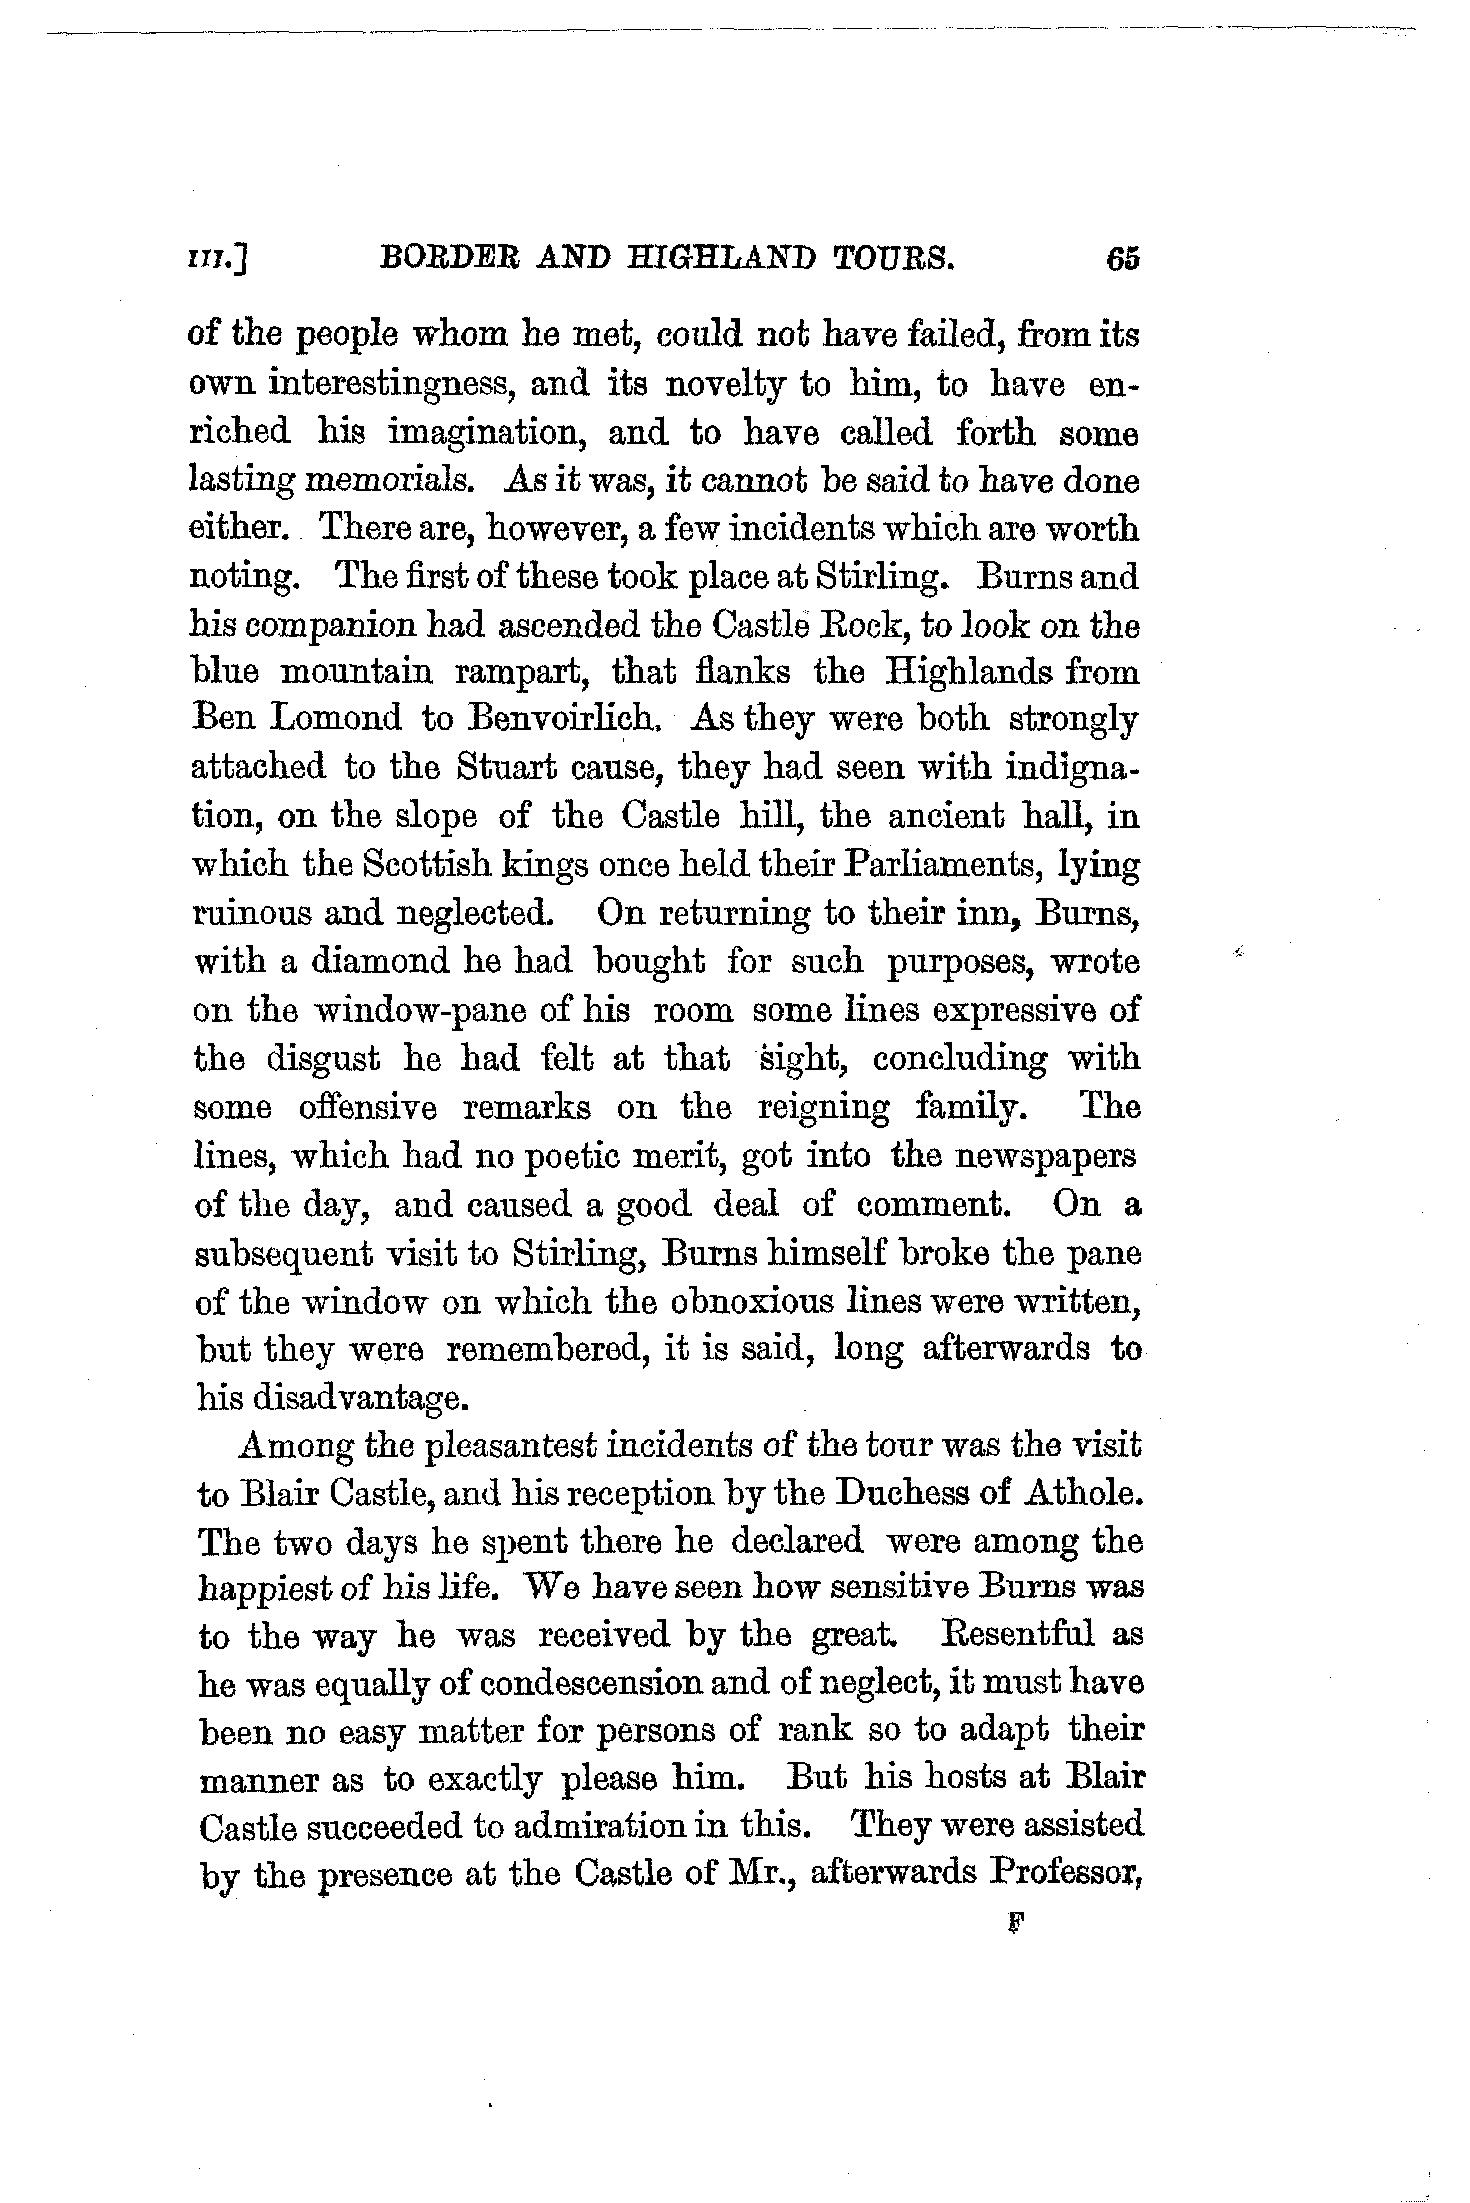 III.] BORDER AND HIGHLAND TOURS. 65
of the people whom he met, could not have failed, from its
own interestingness, and its novelty to him, to have en-
riched his imagination, and to have called forth some
lasting memorials. As it was, it cannot be said to have done
either. There are, however, a few incidents which are worth
noting. The first of these took place at Stirling. Burns and
his companion had ascended the Castle Rock, to look on the
blue mountain rampart, that flanks the Highlands from
Ben Lomond to Benvoirlich. As they were both strongly
attached to the Stuart cause, they had seen with indigna-
tion, on the slope of the Castle hill, the ancient hall, in
which the Scottish kings once held their Parliaments, lying
ruinous and neglected. On returning to their inn, Burns,
with a diamond he had bought for such purposes, wrote
on the window-pane of his room some lines expressive of
the disgust he had felt at that sight, concluding with
some offensive remarks on the reigning family. The
lines, which had no poetic merit, got into the newspapers
of the day, and caused a good deal of comment. On a
subsequent visit to Stirling, Burns himself broke the pane
of the window on which the obnoxious lines were written,
but they were remembered, it is said, long afterwards to
his disadvantage.
Among the pleasantest incidents of the tour was the visit
to Blair Castle, and his reception by the Duchess of Athole.
The two days he spent there he declared were among the
happiest of his life. We have seen how sensitive Burns was
to the way he was received by the great. Resentful as
he was equally of condescension and of neglect, it must have
been no easy matter for persons of rank so to adapt their
manner as to exactly please him. But his hosts at Blair
Castle succeeded to admiration in this. They were assisted
by the presence at the Castle of Mr., afterwards Professor,
F